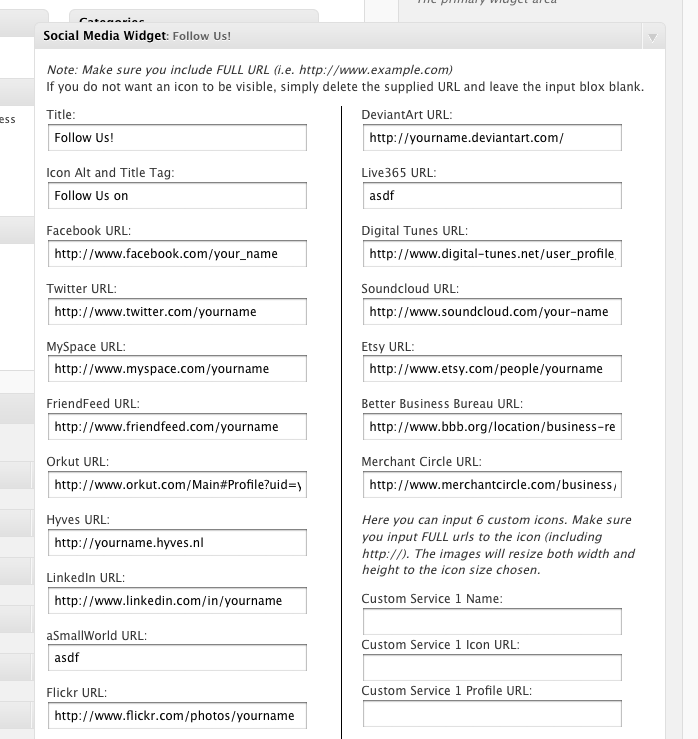 The primary widget area
Categories
Social Media Widget: Follow Us!
Note: Make sure you include FULL URL (i.e. http://www.example.com)
If you do not want an icon to be visible, simply delete the supplied URL and leave the input blox blank.
ess
Title:
Follow Us!
Icon Alt and Title Tag:
Follow Us on
Facebook URL:
http://www.facebook.com/your_name
Twitter URL:
http://www.twitter.com/yourname
MySpace URL:
http://www.myspace.com/yourname
FriendFeed URL:
http://www.friendfeed.com/yourname
Orkut URL:
http://www.orkut.com/Main#Profile?uid=y
Hyves URL:
http://yourname.hyves.nl
LinkedIn URL:
http://www.linkedin.com/in/yourname
aSmallWorld URL:
asdf
Flickr URL:
http://www.flickr.com/photos/yourname
DeviantArt URL:
http://yourname.deviantart.com/
Live365 URL:
asdf
Digital Tunes URL:
http://www.digital-tunes.net/user_profile
Soundcloud URL:
http://www.soundcloud.com/your-name
Etsy URL:
http://www.etsy.com/people/yourname
Better Business Bureau URL:
http://www.bbb.org/location/business-re
Merchant Circle URL:
http://www.merchantcircle.com/business/
Here you can input 6 custom icons. Make sure
you input FULL urls to the icon (including
http://). The images will resize both width and
height to the icon size chosen.
Custom Service 1 Name:
Custom Service 1 Icon URL:
Custom Service 1 Profile URL: